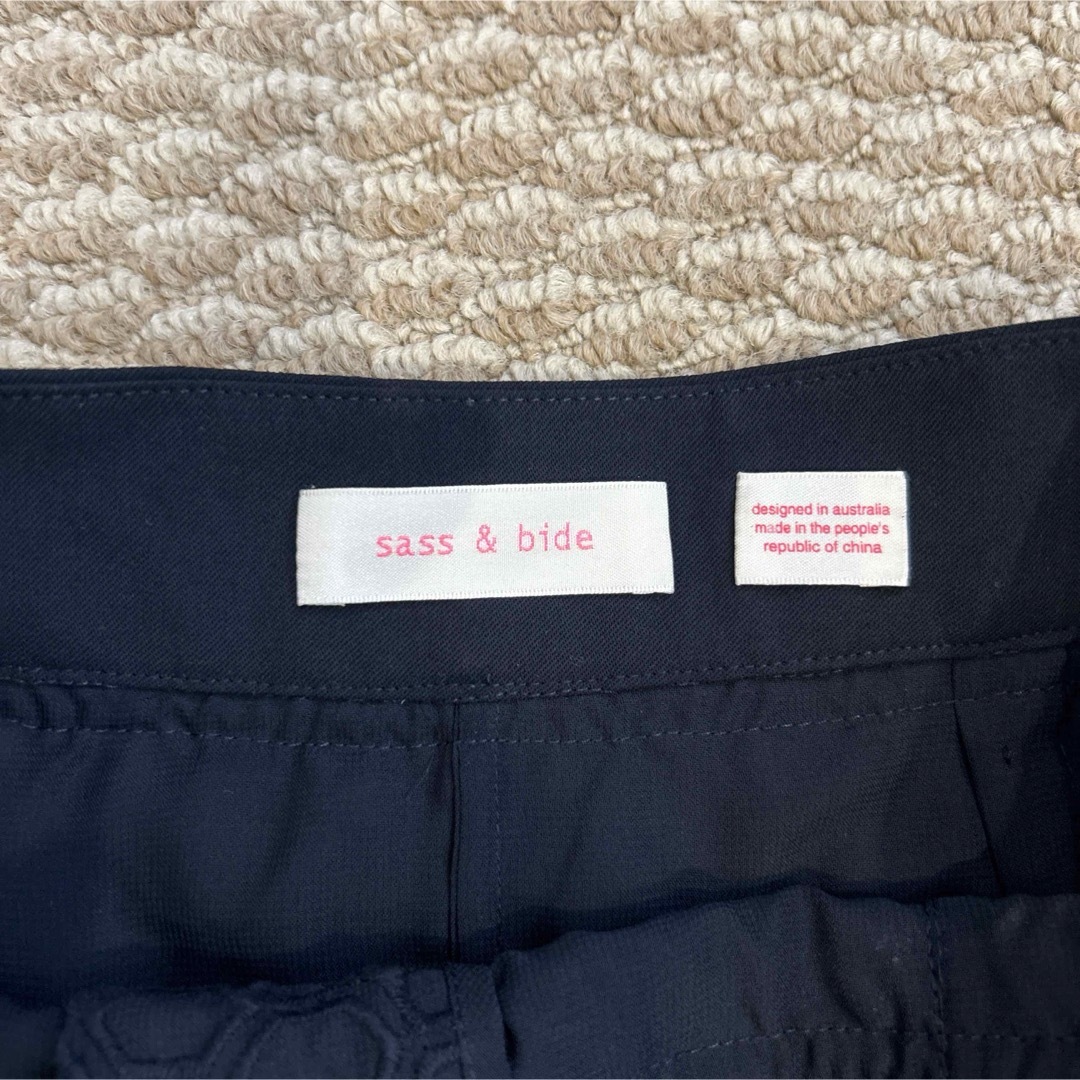 sass & bide
designed in australia
made in the people's
republic of china